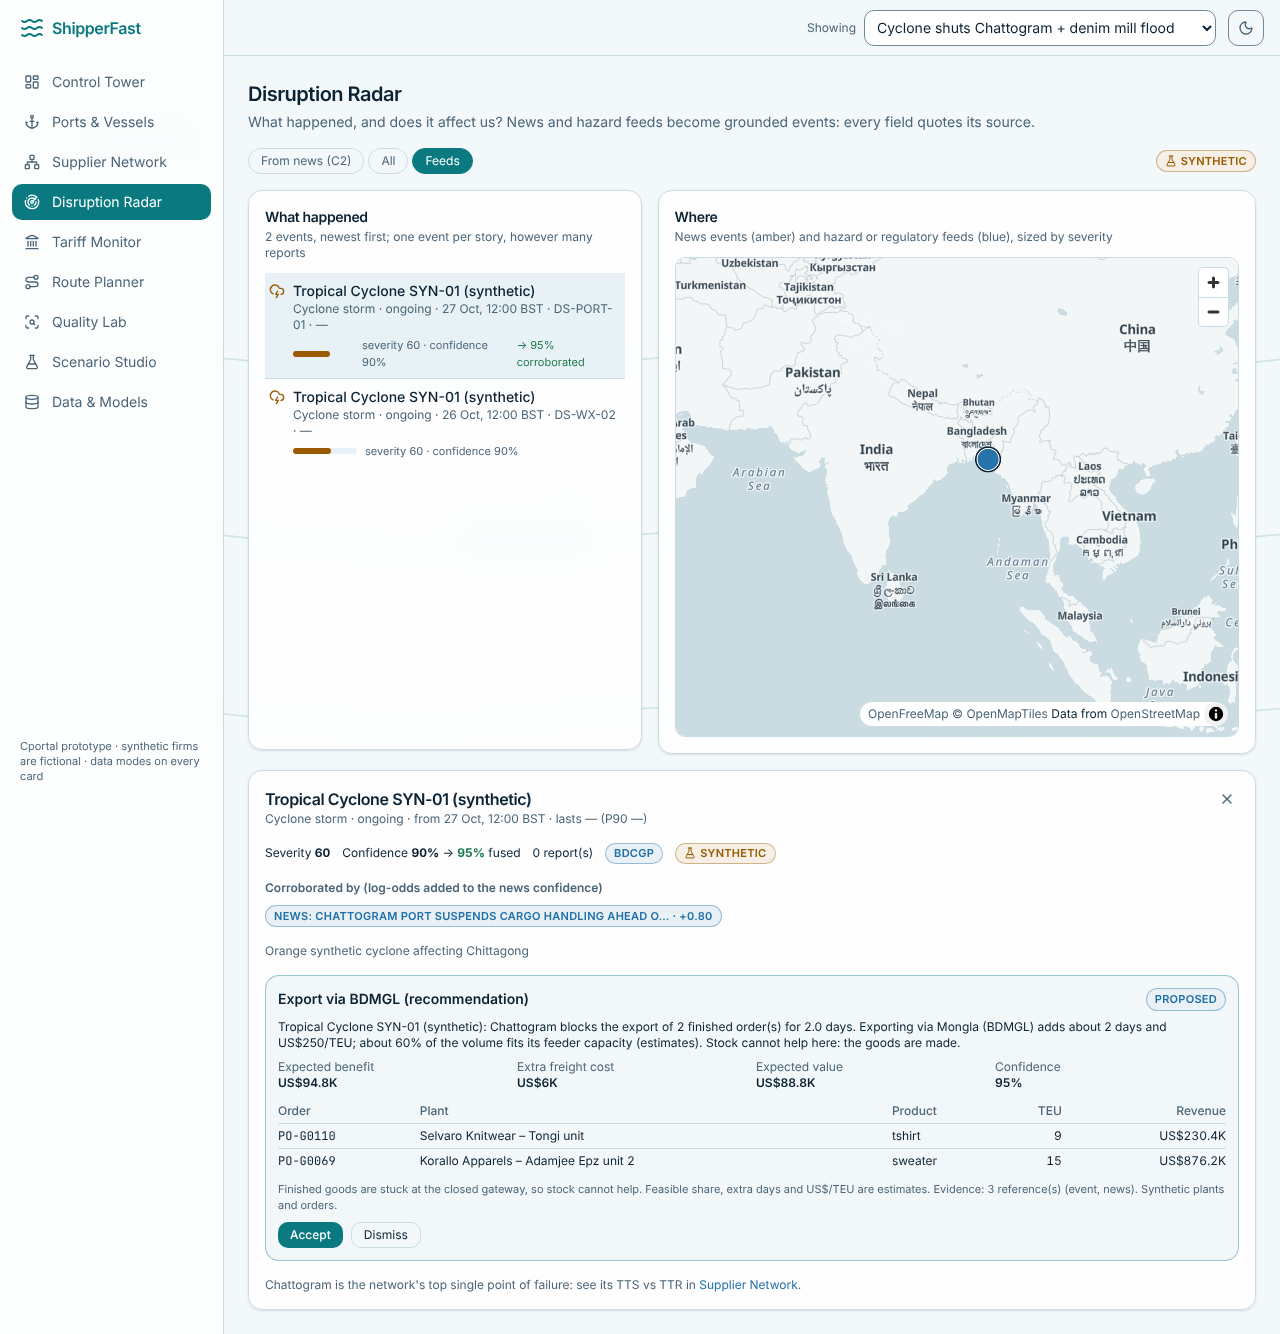 ShipperFast
Control Tower
Ports & Vessels
Supplier Network
Disruption Radar
Tariff Monitor
Route Planner
Quality Lab
Scenario Studio
Data & Models
Cportal prototype · synthetic firms
are fictional · data modes on every
card
Showing
Cyclone shuts Chattogram + denim mill flood
Disruption Radar
What happened, and does it affect us? News and hazard feeds become grounded events: every field quotes its source.
From news (C2)
All
Feeds
SYNTHETIC
What happened
2 events, newest first; one event per story, however many
reports
Tropical Cyclone SYN-01 (synthetic)
Cyclone storm · ongoing · 27 Oct, 12:00 BST · DS-PORT-
01 · —
severity 60 · confidence
90%
→ 95%
corroborated
Tropical Cyclone SYN-01 (synthetic)
Cyclone storm · ongoing · 26 Oct, 12:00 BST · DS-WX-02
· —
severity 60 · confidence 90%
Where
News events (amber) and hazard or regulatory feeds (blue), sized by severity
Uzbekistan
Кыргызстан
Turkmenistan
Tajikistan
Тоҷикистон
China
中国
Pakistan
پاکستان
Nepal
नेपाल
Bhutan
Bangladesh
বাংলাদেশ
India
भारत
Arabian
Sea
Laos
ປະເທດ
ລາວ
Myanmar
မြန်မာ
Vietnam
Cambodia
កម្ពុជា
Andaman
Sea
Sri Lanka
ශ්‍රී ලංකාව
இலங்கை
Malaysia
Brunei
بروني دارالسلام
Indonesi
Java
Ph
OpenFreeMap © OpenMapTiles Data from OpenStreetMap
Tropical Cyclone SYN-01 (synthetic)
Cyclone storm · ongoing · from 27 Oct, 12:00 BST · lasts — (P90 —)
Severity 60 Confidence 90% → 95% fused 0 report(s) BDCGP SYNTHETIC
Corroborated by (log-odds added to the news confidence)
NEWS: CHATTOGRAM PORT SUSPENDS CARGO HANDLING AHEAD O... · +0.80
Orange synthetic cyclone affecting Chittagong
Export via BDMGL (recommendation)
PROPOSED
Tropical Cyclone SYN-01 (synthetic): Chattogram blocks the export of 2 finished order(s) for 2.0 days. Exporting via Mongla (BDMGL) adds about 2 days and
US$250/TEU; about 60% of the volume fits its feeder capacity (estimates). Stock cannot help here: the goods are made.
Expected benefit Extra freight cost Expected value Confidence
US$94.8K US$6K US$88.8K 95%
Order Plant Product TEU Revenue
PO-G0110 Selvaro Knitwear – Tongi unit tshirt 9 US$230.4K
PO-G0069 Korallo Apparels – Adamjee Epz unit 2 sweater 15 US$876.2K
Finished goods are stuck at the closed gateway, so stock cannot help. Feasible share, extra days and US$/TEU are estimates. Evidence: 3 reference(s) (event, news). Synthetic plants
and orders.
Accept
Dismiss
Chattogram is the network's top single point of failure: see its TTS vs TTR in Supplier Network.